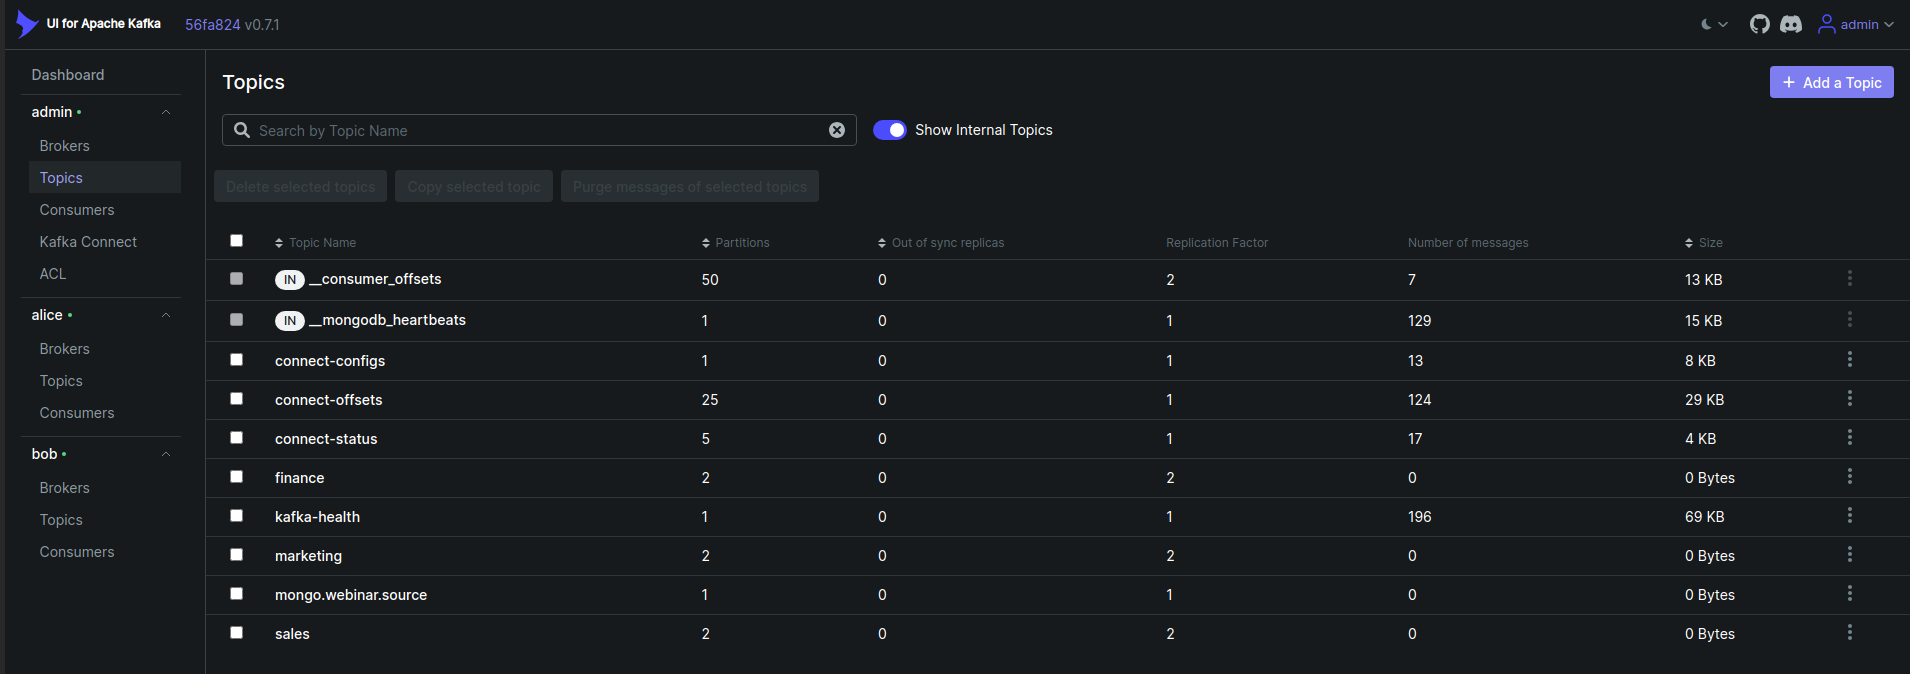 UI for Apache Kafka 56fa824 v0.7.1 admin
Dashboard
admin
Brokers
Topics
Consumers
Kafka Connect
ACL
alice
Brokers
Topics
Consumers
bob
Brokers
Topics
Consumers
Topics
+ Add a Topic
Search by Topic Name
Show Internal Topics
Delete selected topics Copy selected topic Purge messages of selected topics
Topic Name Partitions Out of sync replicas Replication Factor Number of messages Size
IN __consumer_offsets 50 0 2 7 13 KB
IN __mongodb_heartbeats 1 0 1 129 15 KB
connect-configs 1 0 1 13 8 KB
connect-offsets 25 0 1 124 29 KB
connect-status 5 0 1 17 4 KB
finance 2 0 2 0 0 Bytes
kafka-health 1 0 1 196 69 KB
marketing 2 0 2 0 0 Bytes
mongo.webinar.source 1 0 1 0 0 Bytes
sales 2 0 2 0 0 Bytes